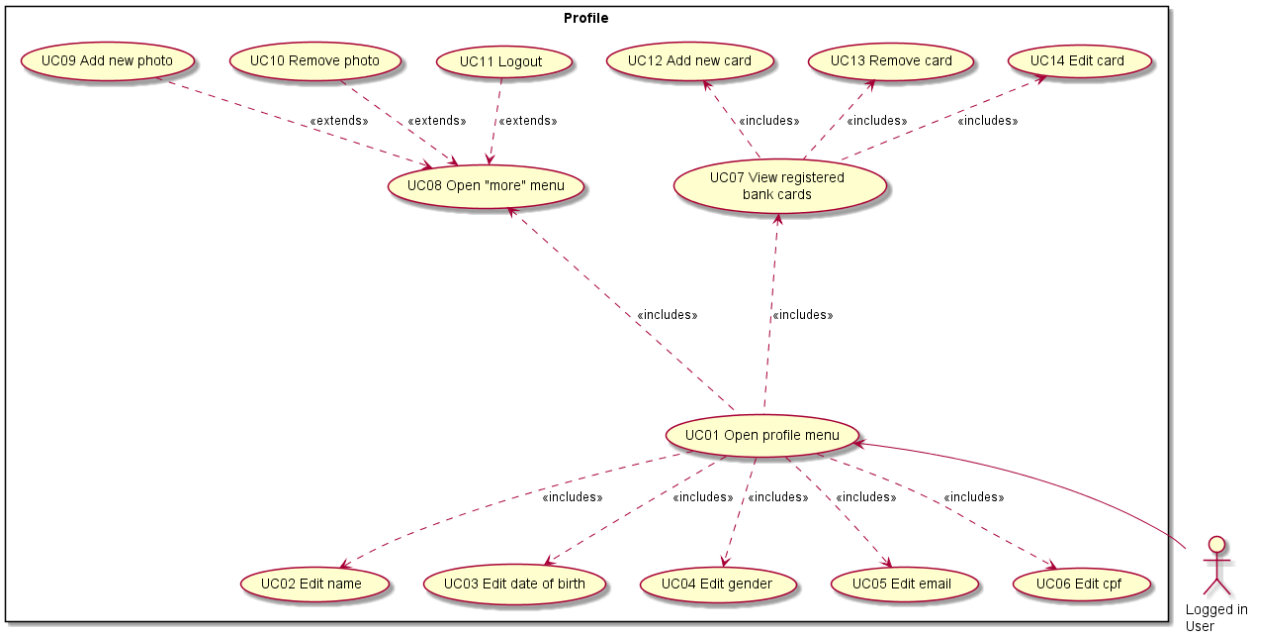 Profile
UC09 Add new photo
UC10 Remove photo
UC11 Logout
UC12 Add new card
UC13 Remove card
UC14 Edit card
«extends»
«extends»
«extends»
«includes»
«includes»
«includes»
UC08 Open "more" menu
UC07 View registered
bank cards
«includes»
«includes»
UC01 Open profile menu
«includes»
«includes»
«includes»
«includes»
«includes»
UC02 Edit name
UC03 Edit date of birth
UC04 Edit gender
UC05 Edit email
UC06 Edit cpf
Logged in
User